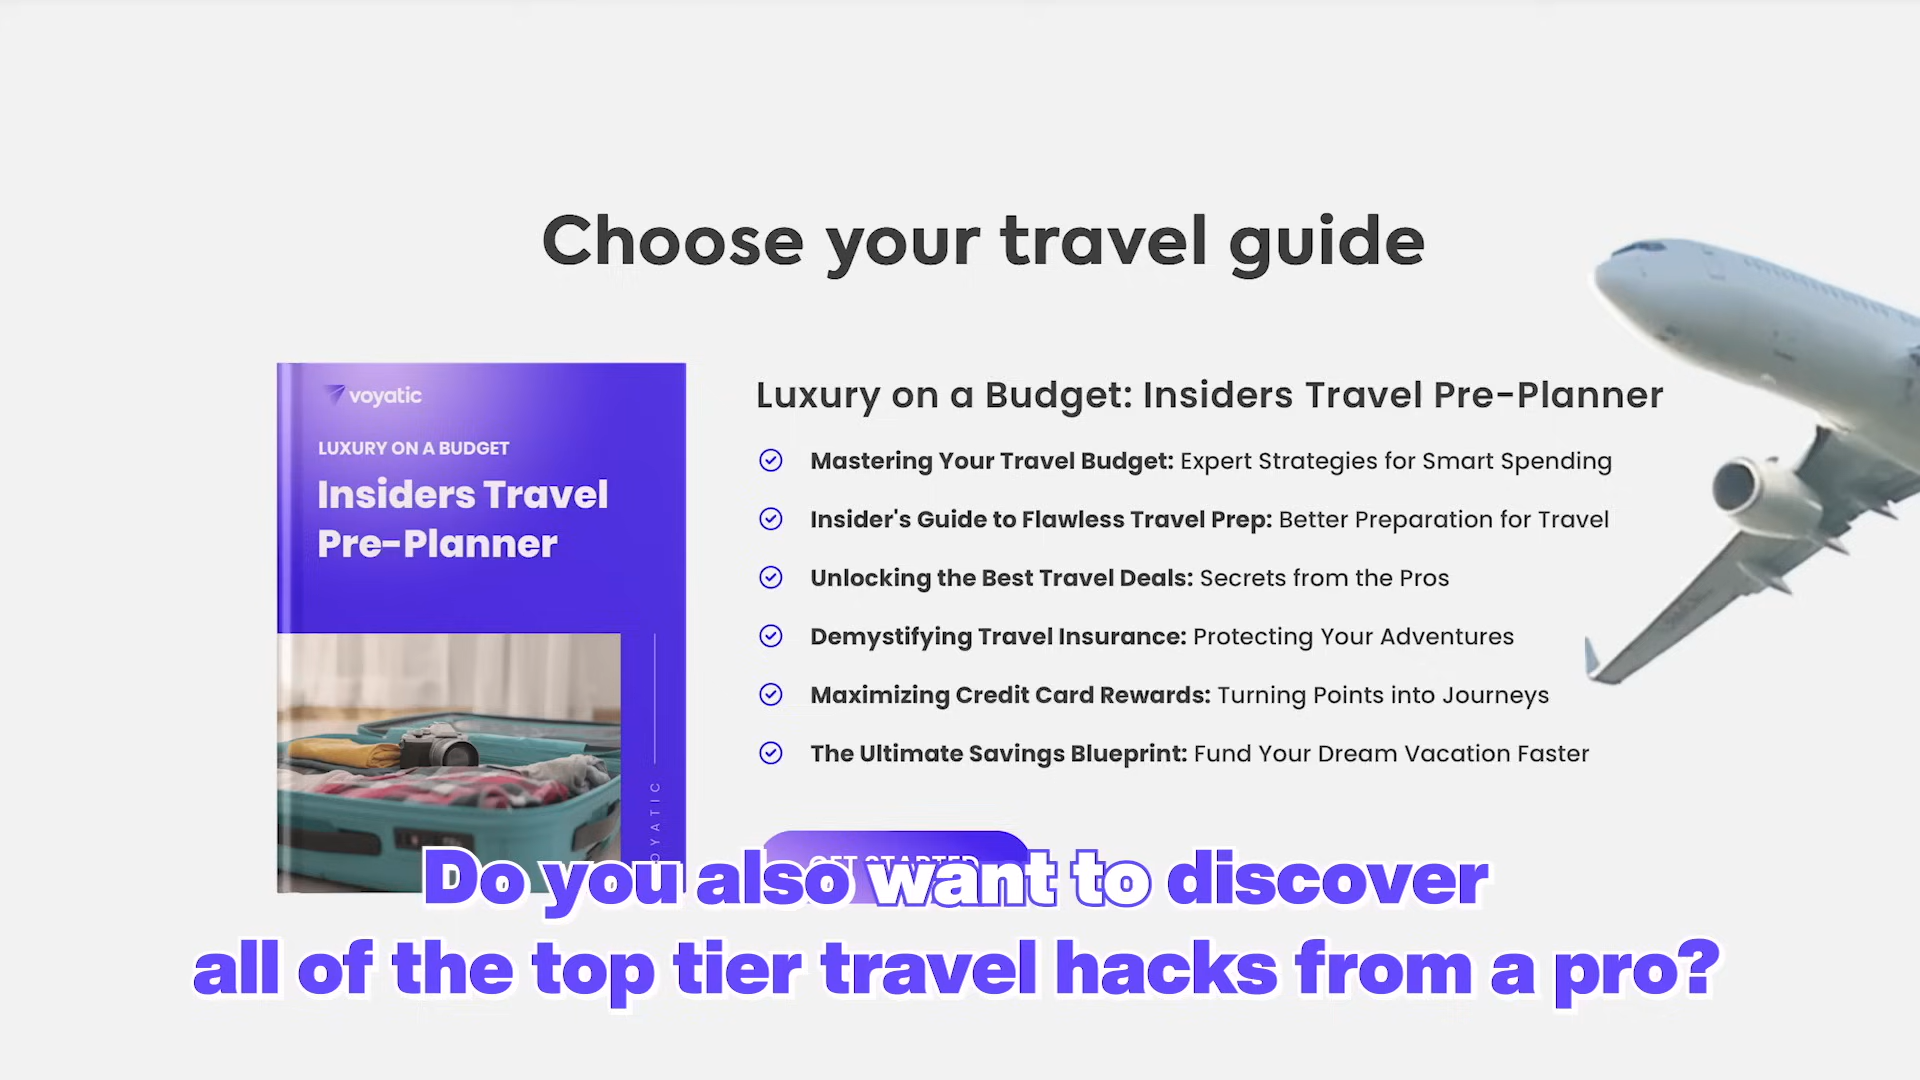 Choose your travel guide
voyatic
LUXURY ON A BUDGET
Insiders Travel
Pre-Planner
Luxury on a Budget: Insiders Travel Pre-Planner
Mastering Your Travel Budget: Expert Strategies for Smart Spending
Insider's Guide to Flawless Travel Prep: Better Preparation for Travel
Unlocking the Best Travel Deals: Secrets from the Pros
Demystifying Travel Insurance: Protecting Your Adventures
Maximizing Credit Card Rewards: Turning Points into Journeys
The Ultimate Savings Blueprint: Fund Your Dream Vacation Faster
GET STARTED
Do you also want to discover
all of the top tier travel hacks from a pro?